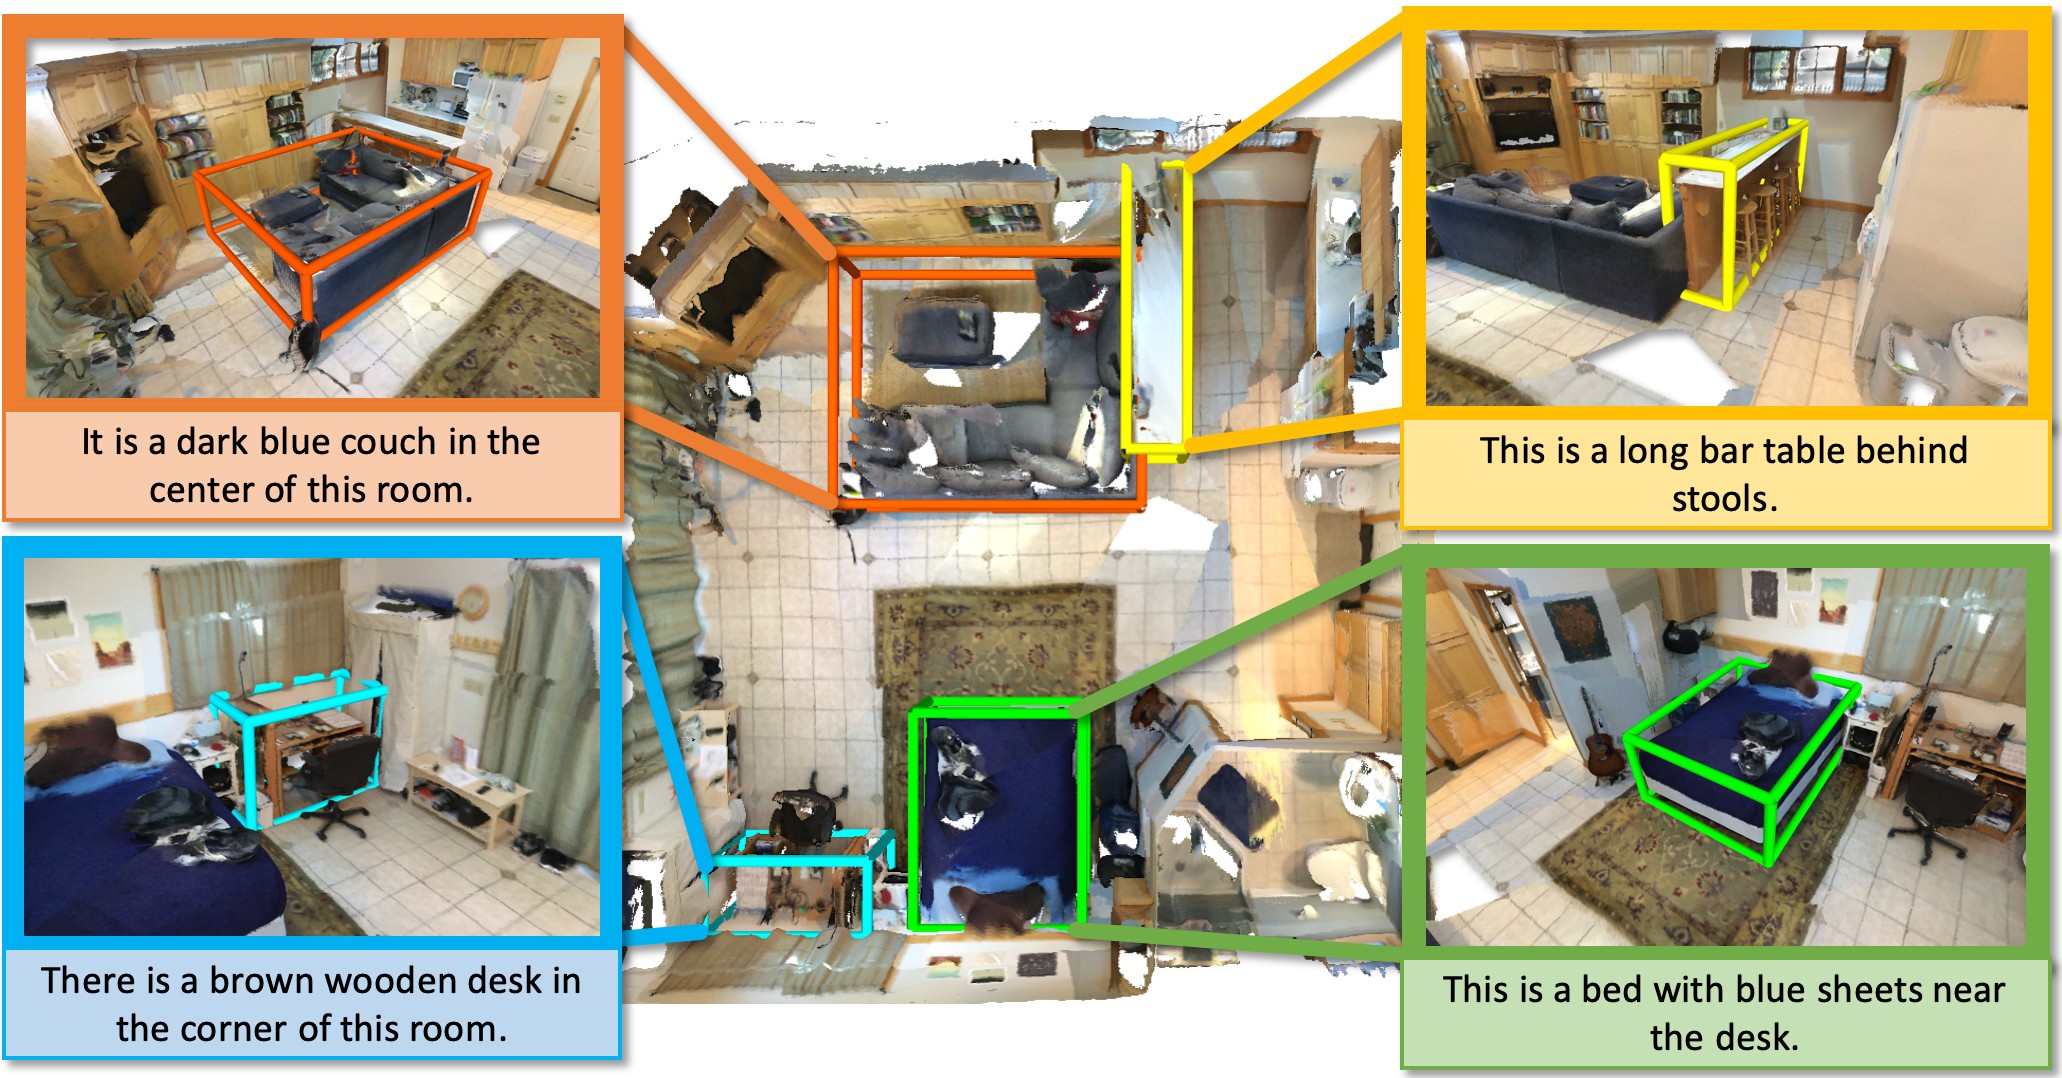 It is a dark blue couch in the
center of this room.
This is a long bar table behind
stools.
There is a brown wooden desk in
the corner of this room.
This is a bed with blue sheets near
the desk.